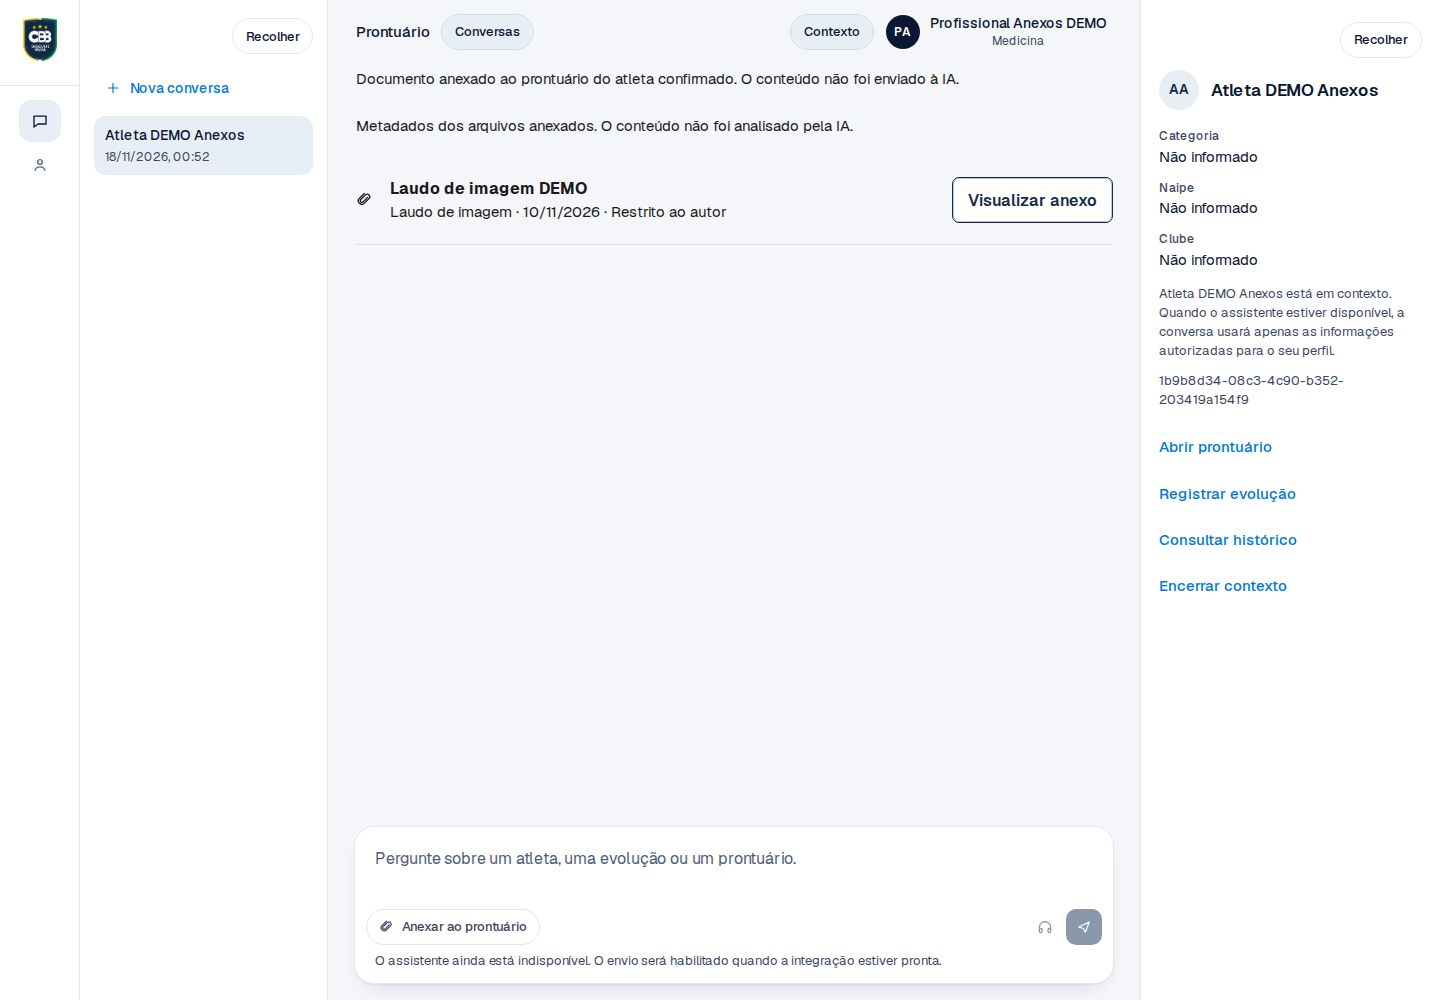 CBB
Recolher
Nova conversa
Atleta DEMO Anexos
18/11/2026, 00:52
Prontuário
Conversas
Contexto
PA
Profissional Anexos DEMO
Medicina
Documento anexado ao prontuário do atleta confirmado. O conteúdo não foi enviado à IA.
Metadados dos arquivos anexados. O conteúdo não foi analisado pela IA.
Laudo de imagem DEMO
Laudo de imagem · 10/11/2026 · Restrito ao autor
Visualizar anexo
Pergunte sobre um atleta, uma evolução ou um prontuário.
Anexar ao prontuário
O assistente ainda está indisponível. O envio será habilitado quando a integração estiver pronta.
Recolher
AA
Atleta DEMO Anexos
Categoria
Não informado
Naipe
Não informado
Clube
Não informado
Atleta DEMO Anexos está em contexto.
Quando o assistente estiver disponível, a
conversa usará apenas as informações
autorizadas para o seu perfil.
1b9b8d34-08c3-4c90-b352-
203419a154f9
Abrir prontuário
Registrar evolução
Consultar histórico
Encerrar contexto